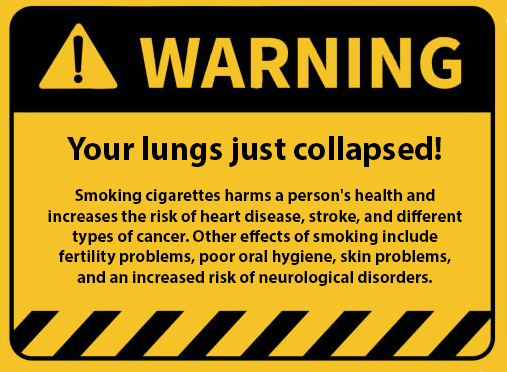 WARNING
Your lungs just collapsed!
Smoking cigarettes harms a person's health and
increases the risk of heart disease, stroke, and different
types of cancer. Other effects of smoking include
fertility problems, poor oral hygiene, skin problems,
and an increased risk of neurological disorders.